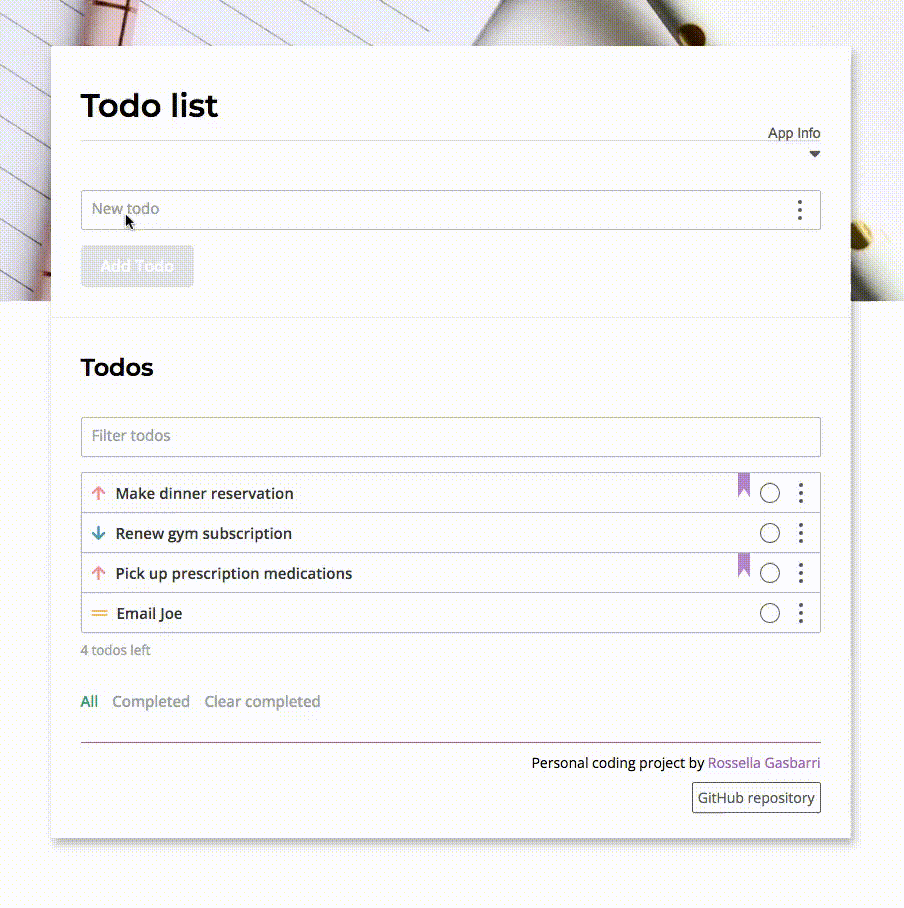 Todo list
App Info
New todo
Add Todo
Todos
Filter todos
Make dinner reservation
Renew gym subscription
Pick up prescription medications
Email Joe
4 todos left
All Completed Clear completed
Personal coding project by Rossella Gasbarri
GitHub repository